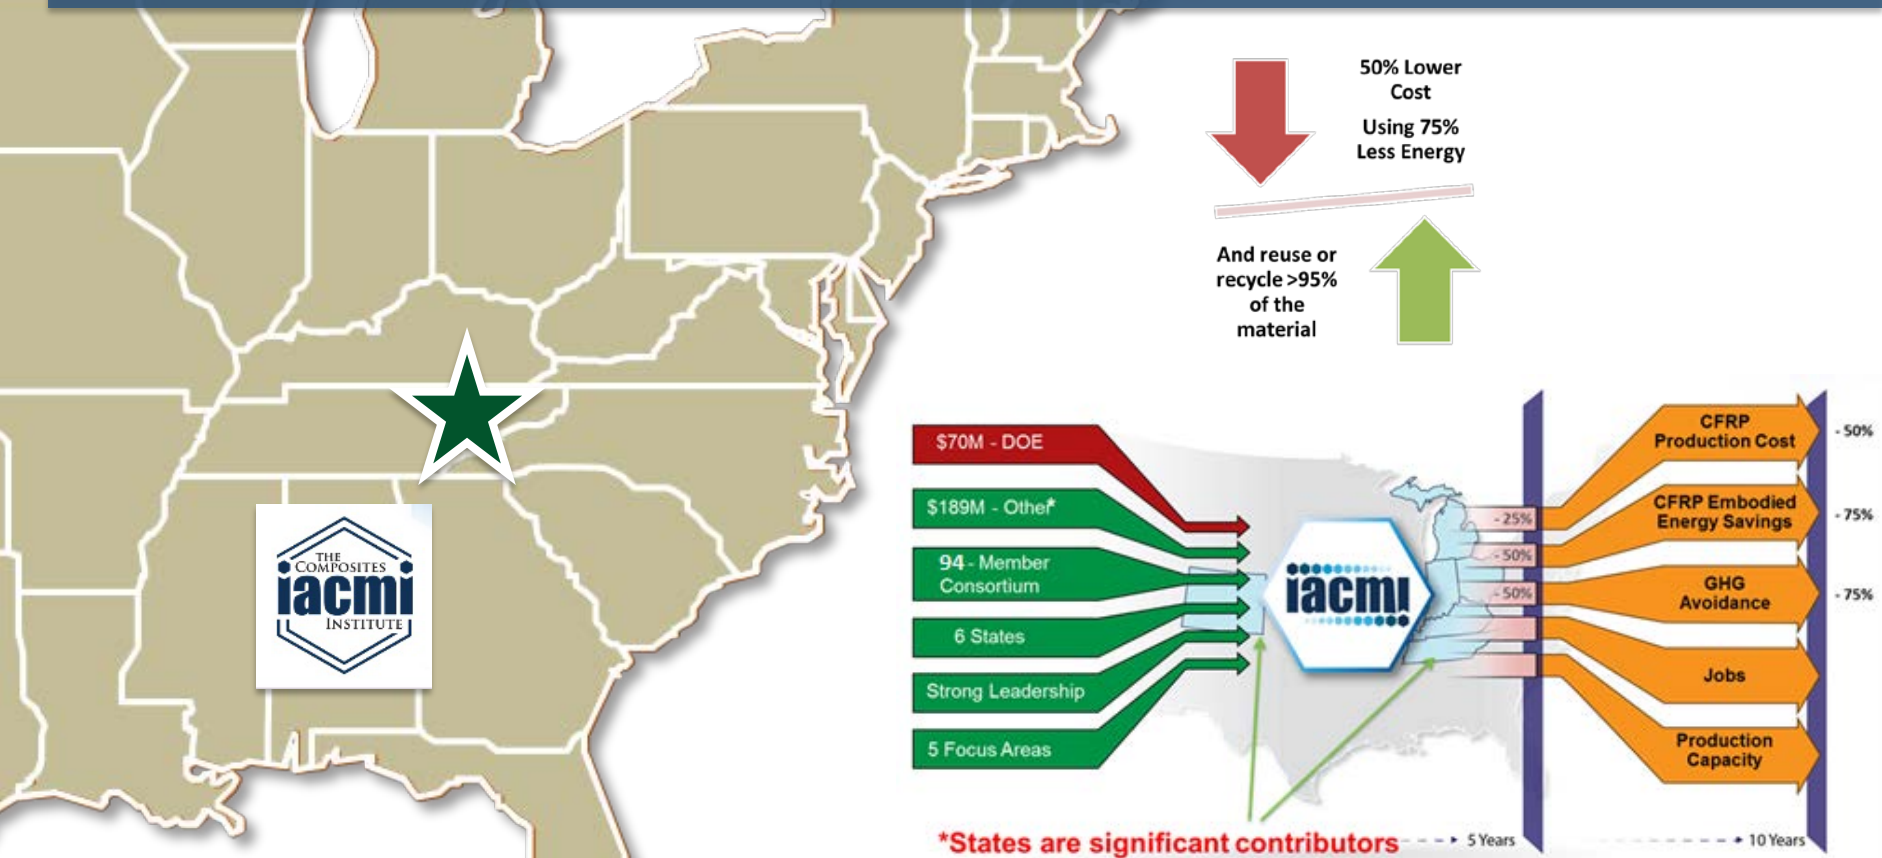 50% Lower
Cost
Using 75%
Less Energy
And reuse or
recycle >95%
of the
material
THE
COMPOSITES
iacmi
INSTITUTE
$70M - DOE
$189M - Other*
94 - Member
Consortium
6 States
Strong Leadership
5 Focus Areas
iacmi
- 25%
- 50%
- 50%
CFRP
Production Cost
- 50%
CFRP Embodied
Energy Savings
- 75%
GHG
Avoidance
- 75%
Jobs
Production
Capacity
*States are significant contributors
5 Years
10 Years